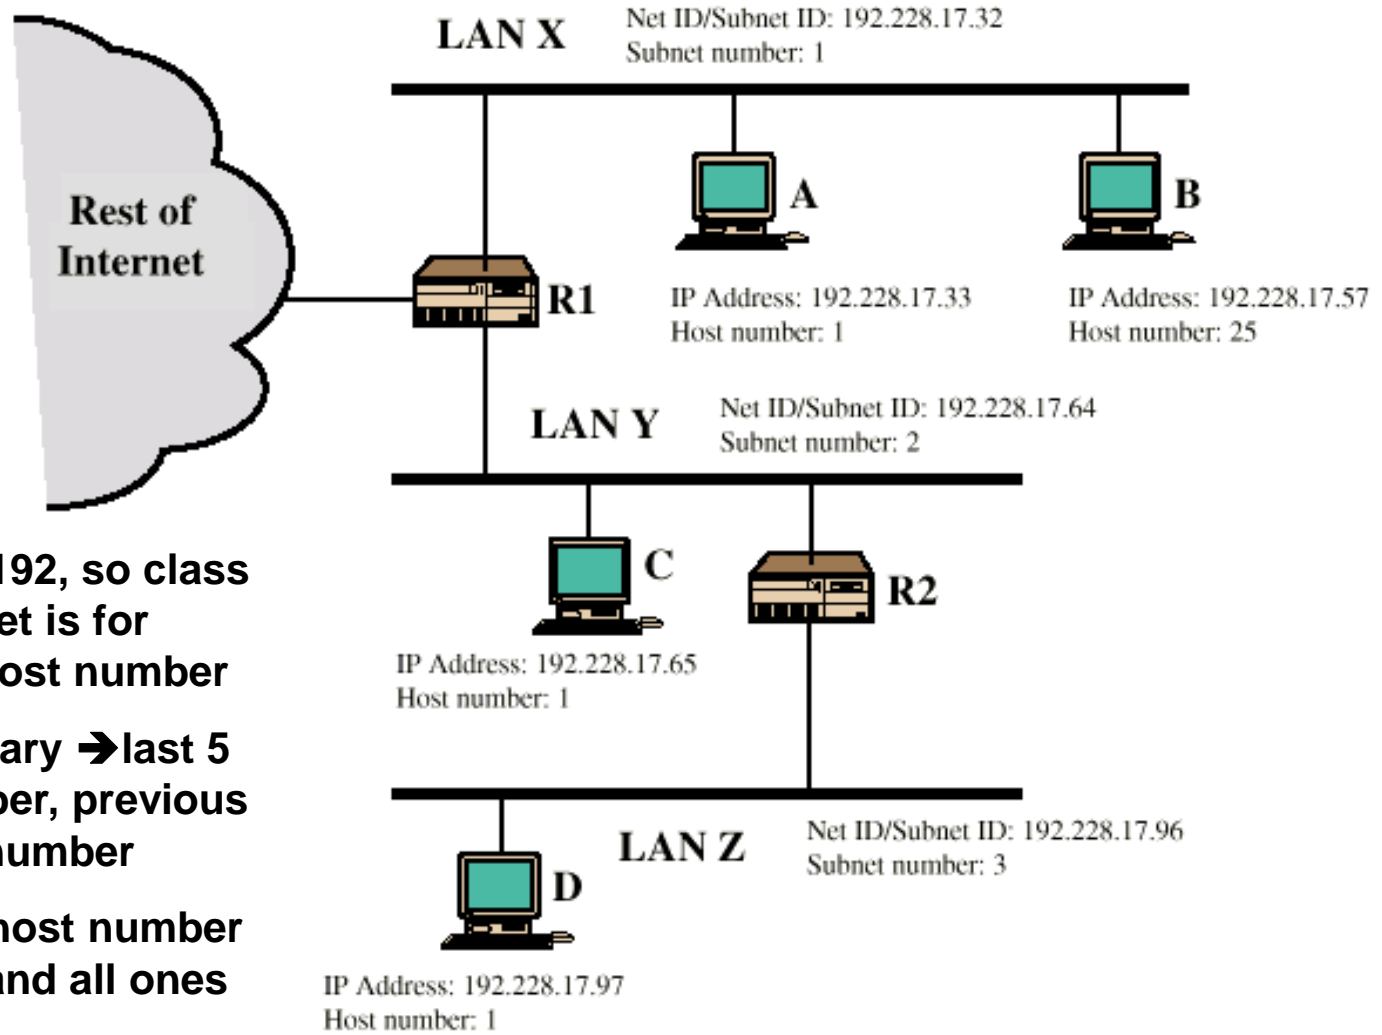 LAN X
Net ID/Subnet ID: 192.228.17.32
Subnet number: 1
Rest of
Internet
A
B
R1
IP Address: 192.228.17.33
Host number: 1
IP Address: 192.228.17.57
Host number: 25
LAN Y
Net ID/Subnet ID: 192.228.17.64
Subnet number: 2
C
R2
IP Address: 192.228.17.65
Host number: 1
LAN Z
Net ID/Subnet ID: 192.228.17.96
Subnet number: 3
D
IP Address: 192.228.17.97
Host number: 1
192, so class
et is for
ost number
ary ➔last 5
ber, previous
number
host number
and all ones